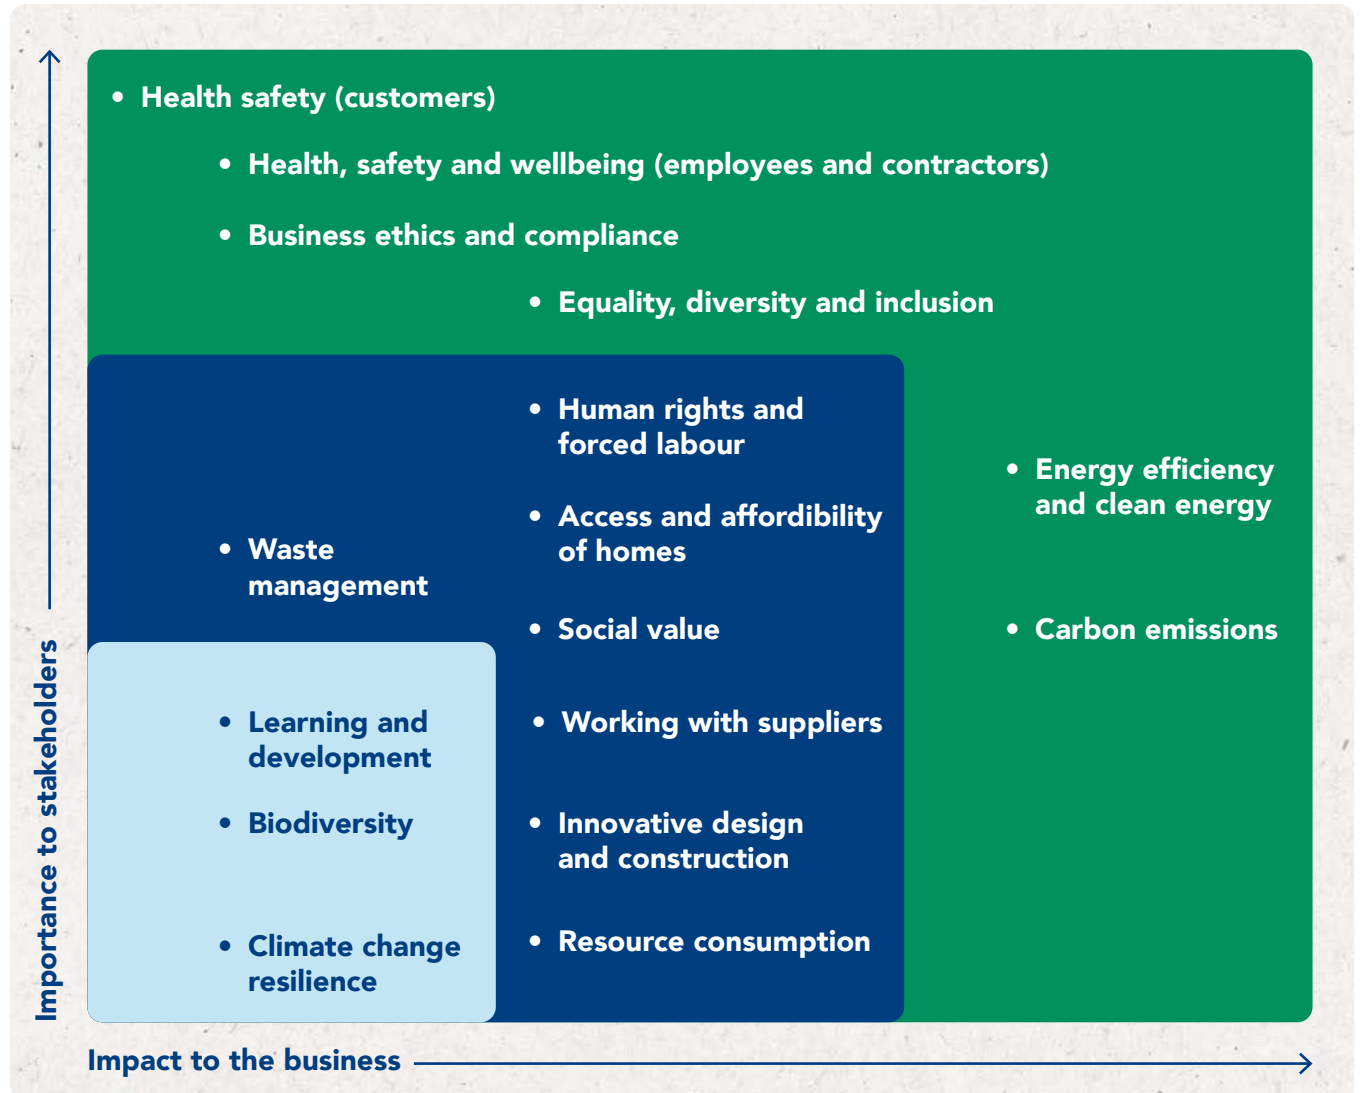 • Health safety (customers)
• Health, safety and wellbeing (employees and contractors)
• Business ethics and compliance
• Equality, diversity and inclusion
• Human rights and
forced labour
• Energy efficiency
and clean energy
• Access and affordibility
of homes
• Waste
management
• Social value
• Carbon emissions
• Learning and
development
• Working with suppliers
• Biodiversity
• Innovative design
and construction
• Climate change
resilience
• Resource consumption
Importance to stakeholders
Impact to the business